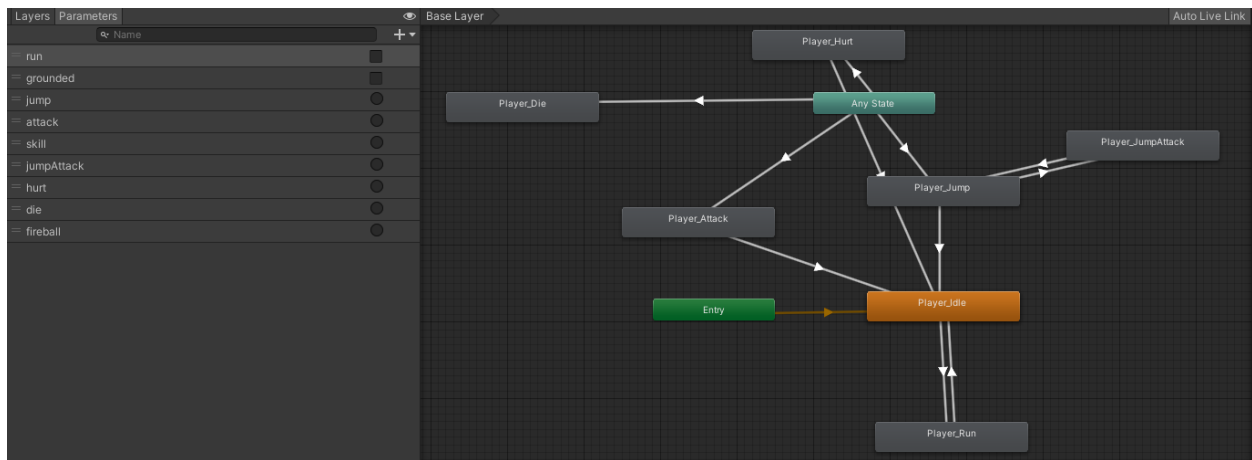 Layers Parameters
Base Layer
Auto Live Link
Name
run
grounded
jump
attack
skill
jumpAttack
hurt
die
fireball
Player_Hurt
Player_Die
Any State
Player_JumpAttack
Player_Jump
Player_Attack
Player_Idle
Entry
Player_Run